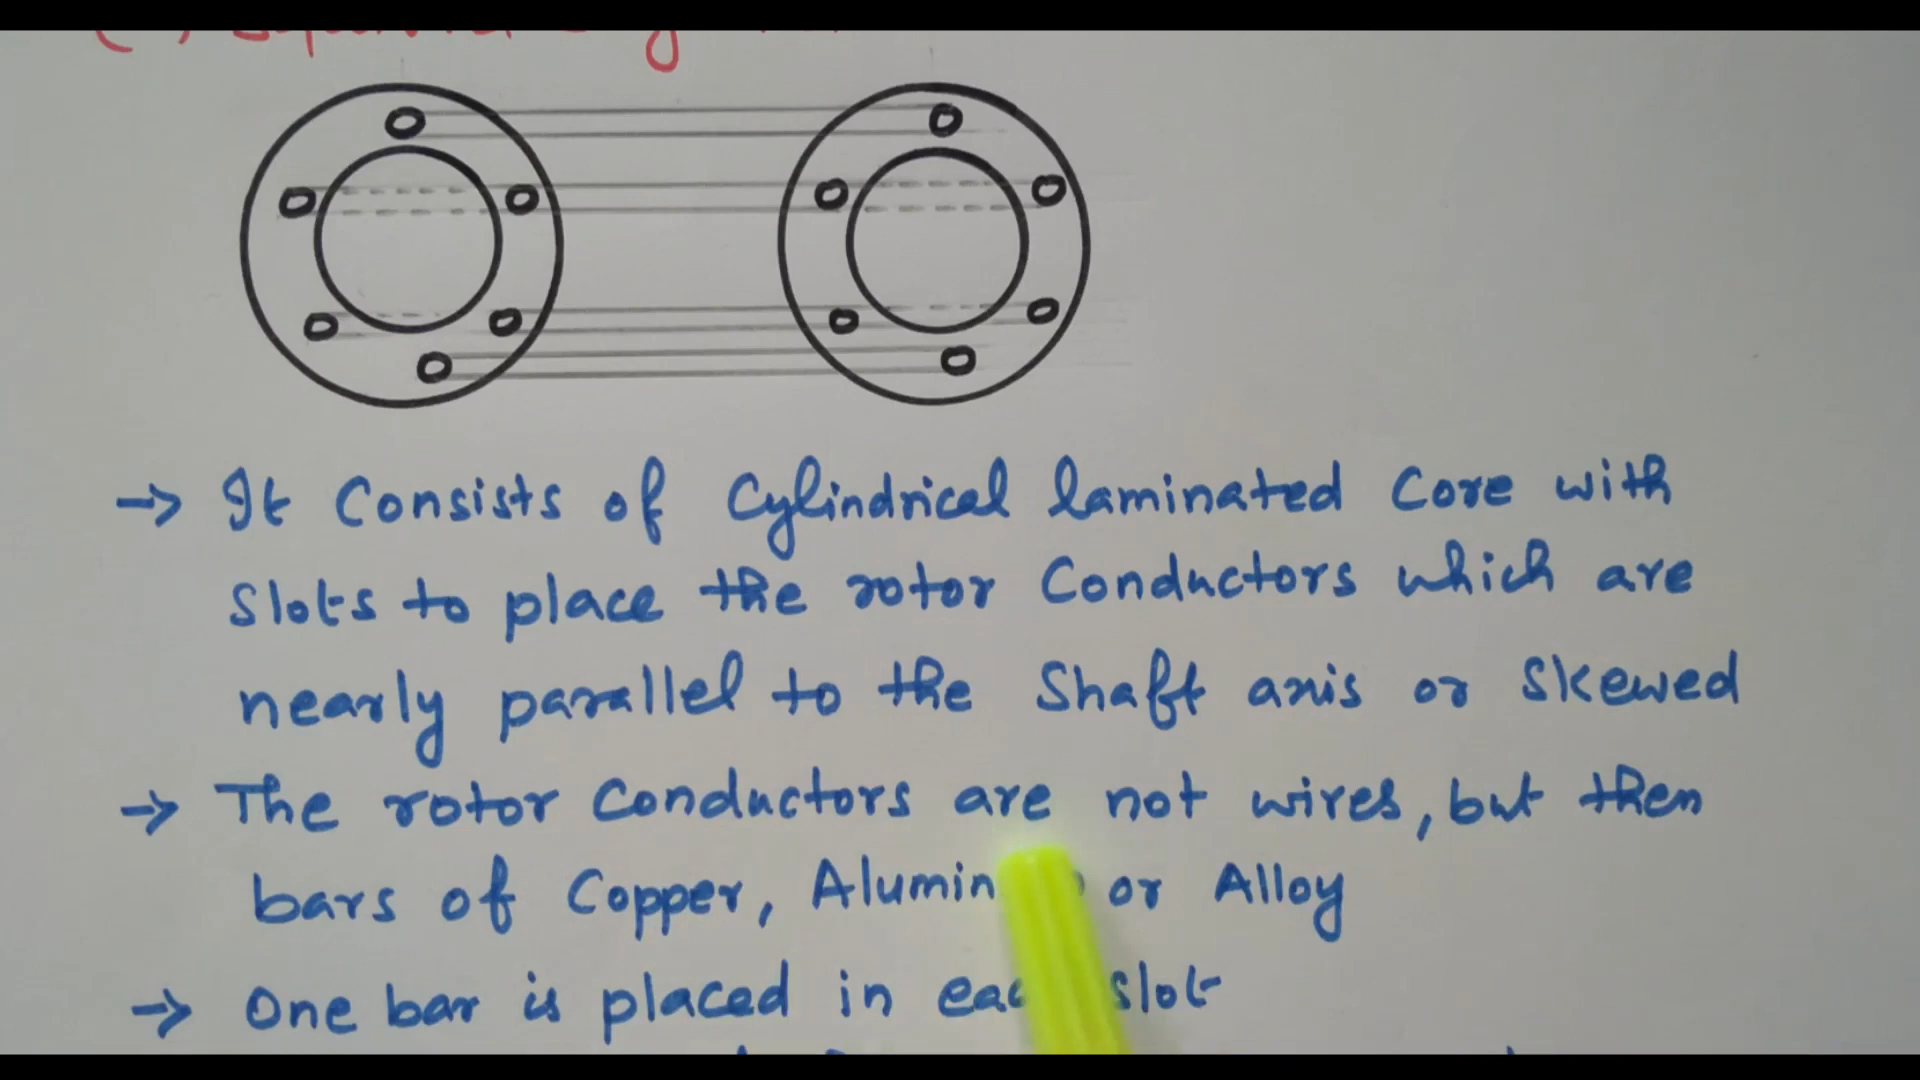 → It Consists of Cylindrical laminated Core with
slots to place the rotor Conductors which are
nearly parallel to the Shaft axis or Skewed
→ The rotor Conductors are not wires, but then
bars of Copper, or Alloy
→ One bar is placed in slot